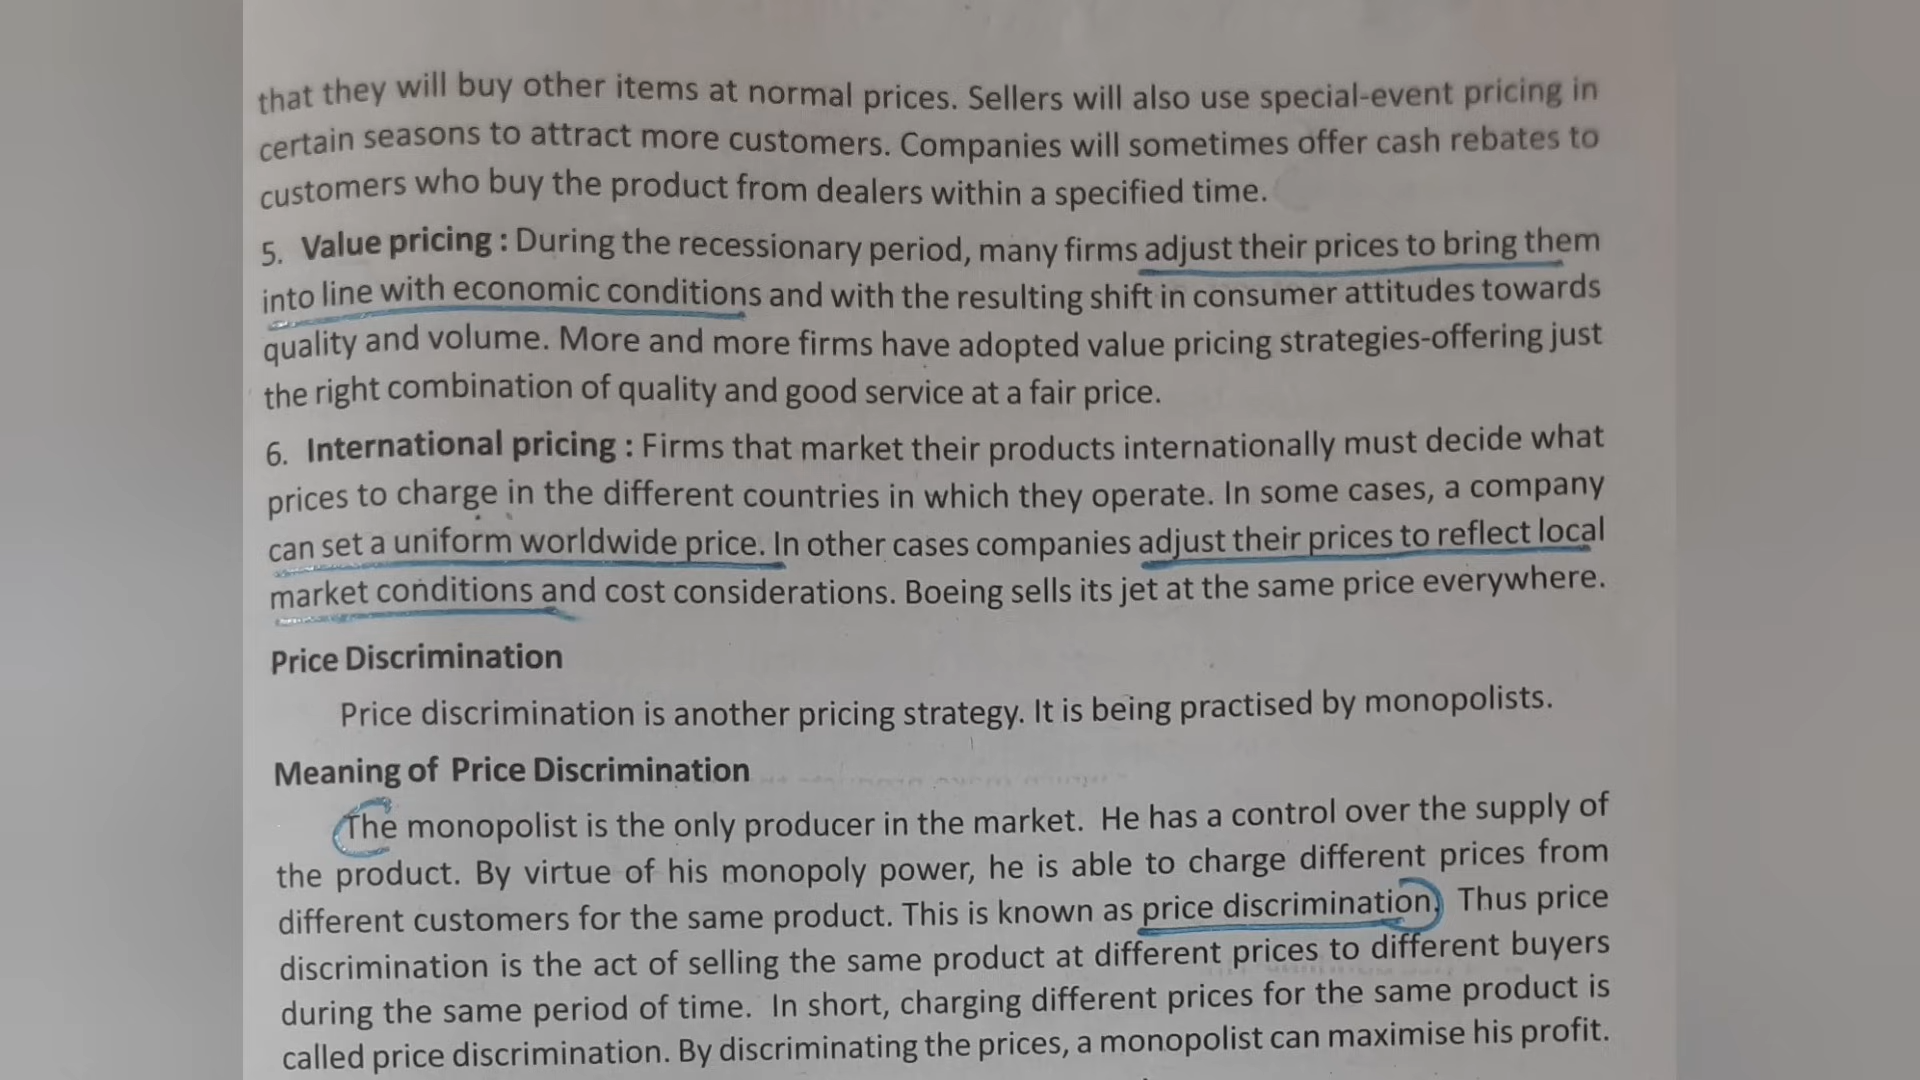 that they will buy other items at normal prices. Sellers will also use special-event pricing in
certain seasons to attract more customers. Companies will sometimes offer cash rebates to
customers who buy the product from dealers within a specified time.
5. Value pricing : During the recessionary period, many firms adjust their prices to bring them
into line with economic conditions and with the resulting shift in consumer attitudes towards
quality and volume. More and more firms have adopted value pricing strategies-offering just
the right combination of quality and good service at a fair price.
6. International pricing : Firms that market their products internationally must decide what
prices to charge in the different countries in which they operate. In some cases, a company
can set a uniform worldwide price. In other cases companies adjust their prices to reflect local
market conditions and cost considerations. Boeing sells its jet at the same price everywhere.
Price Discrimination
Price discrimination is another pricing strategy. It is being practised by monopolists.
Meaning of Price Discrimination
The monopolist is the only producer in the market. He has a control over the supply of
the product. By virtue of his monopoly power, he is able to charge different prices from
different customers for the same product. This is known as price discrimination. Thus price
discrimination is the act of selling the same product at different prices to different buyers
during the same period of time. In short, charging different prices for the same product is
called price discrimination. By discriminating the prices, a monopolist can maximise his profit.